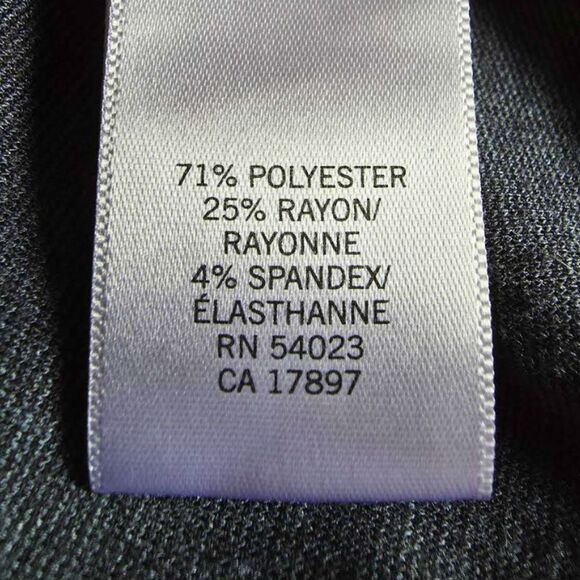 71% POLYESTER
25% RAYON/
RAYONNE
4% SPANDEX/
ÉLASTHANNE
RN 54023
CA 17897